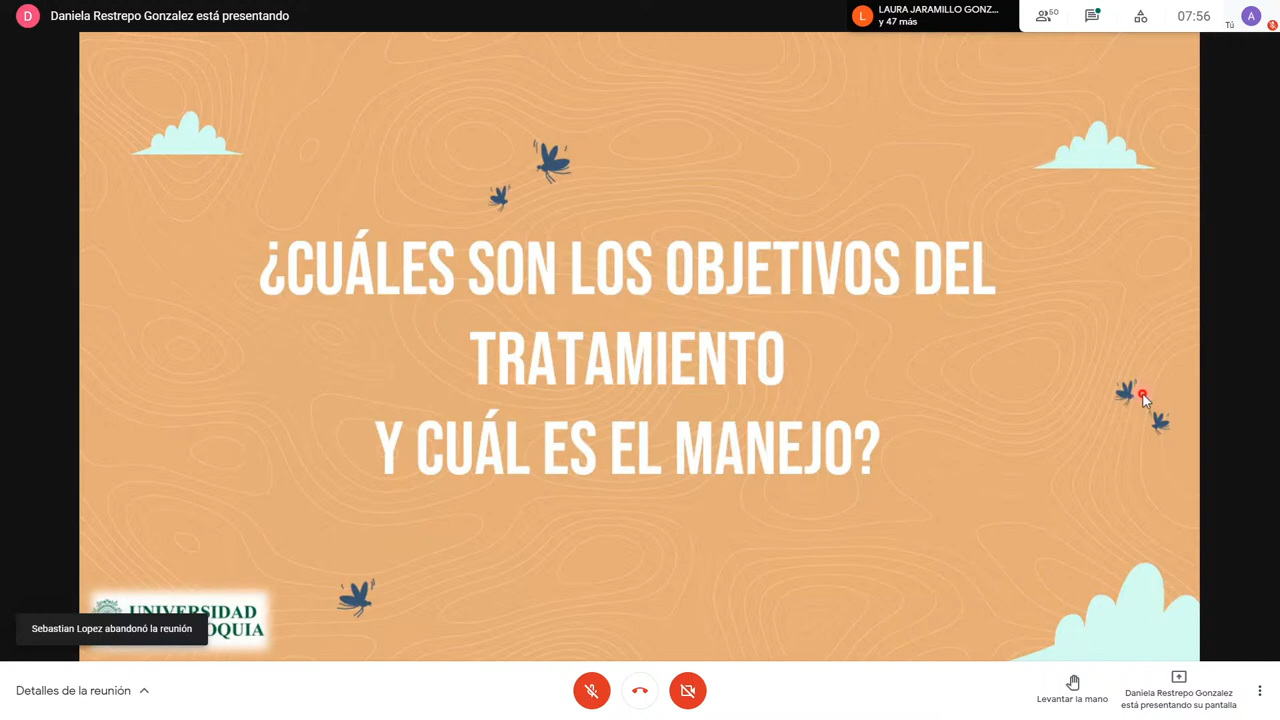 Daniela Restrepo Gonzalez está presentando
LAURA JARAMILLO GONZ...
y 47 más
50
07:56
Tú
A
D
L
¿CUÁLES SON LOS OBJETIVOS DEL
TRATAMIENTO
Y CUÁL ES EL MANEJO?
UNIVERSIDAD
OQUIA
Sebastian Lopez abandonó la reunión
Detalles de la reunión
Levantar la mano
Daniela Restrepo Gonzalez
está presentando su pantalla